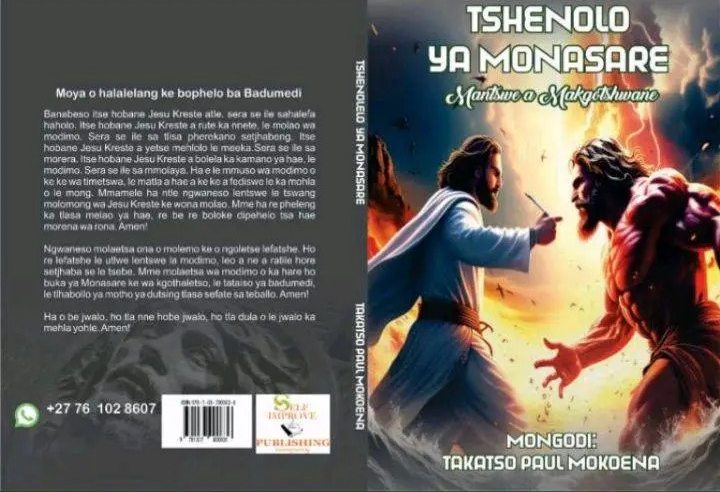 Moya o halalelang ke bophelo ba Badumedi
Banabeso itse hobane Jesu Kreste atle, sera se ile sahalefa
haholo. Itse hobane Jesu Kreste a ruta ka nnete, le molao wa
modimo. Sera se ile sa tlisa pherekano setjhabeng. Itse
hobane Jesu Kreste a yetse mehlolo le meeka.Sera se ile sa
morera. Itse hobane Jesu Kreste a bolela ka kamano ya hae, le
modimo. Sera se ile sa mmolaya. Ha e le mmuso wa modimo o
ke ke wa timetswa, le matla a hae a ke ke a fediswe le ka mohla
o le mong. Mmamele ha ntle ngwaneso lentswe le tswang
molomong wa Jesu Kreste ke wona molao. Mme ha re pheleng
ka tlasa melao ya hae, re be re boloke dipehelo tsa hae
morena wa rona. Amen!
Ngwaneso molaetsa ona o molemo ke o ngoletse lefatshe. Ho
re lefatshe le utlwe lentswe la modimo, leo a ne a ratile hore
setjhaba se le tsebe. Mme molaetsa wa modimo o ka hare ho
buka ya Monasare ke wa kgothaletso, le tataiso ya baladi,
le tlhabollo ya motho ya dutsing tlasa sefate sa teballo. Amen!
Ha o be jwalo, ho tla nne hobe jwalo, ho tla dula o le jwalo ka
mehla yohle. Amen!
+27 76 102 8607
SELF
IMPROVE
PUBLISHING
TSHENOLELO YA MONASARE
TAKATSO PAUL MOKOENA
TSHENOLO
YA MONASARE
Mantswe a Makgotshwane
MONGODI:
TAKATSO PAUL MOKOENA